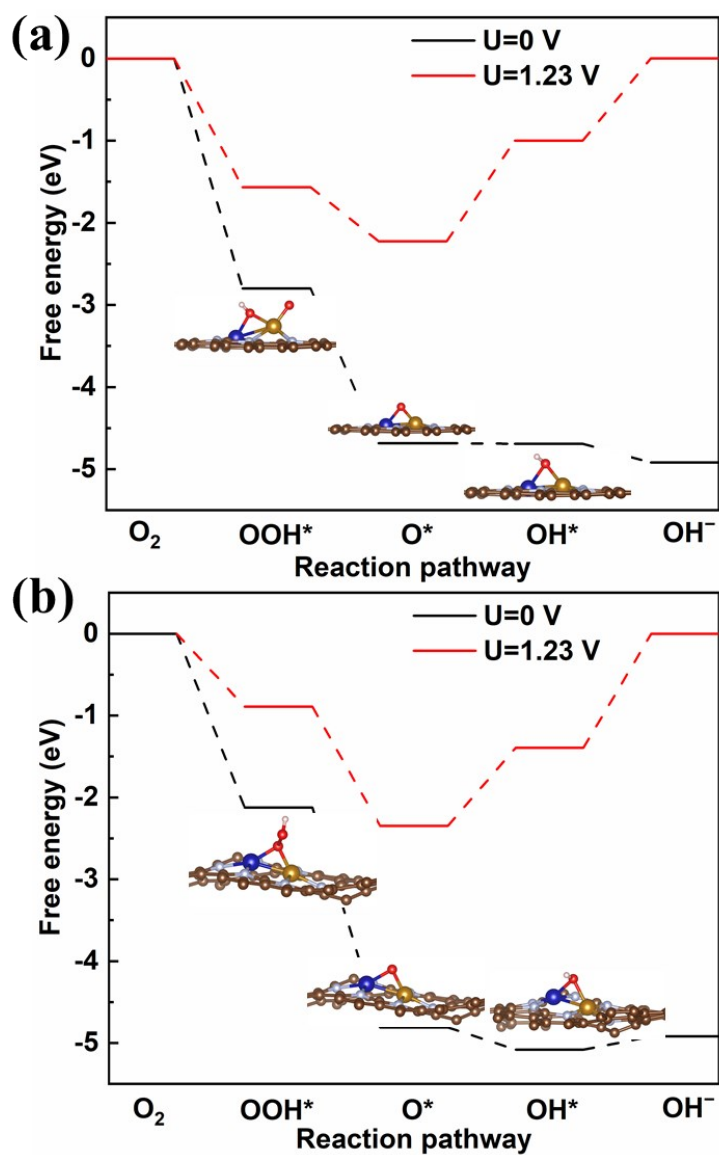 (a)
U=0 V
U=1.23 V
0
-1
-2
-3
-4
-5
Free energy (eV)
O₂ OOH* O* OH* OH⁻
Reaction pathway
(b)
U=0 V
U=1.23 V
0
-1
-2
-3
-4
-5
Free energy (eV)
O₂ OOH* O* OH* OH⁻
Reaction pathway